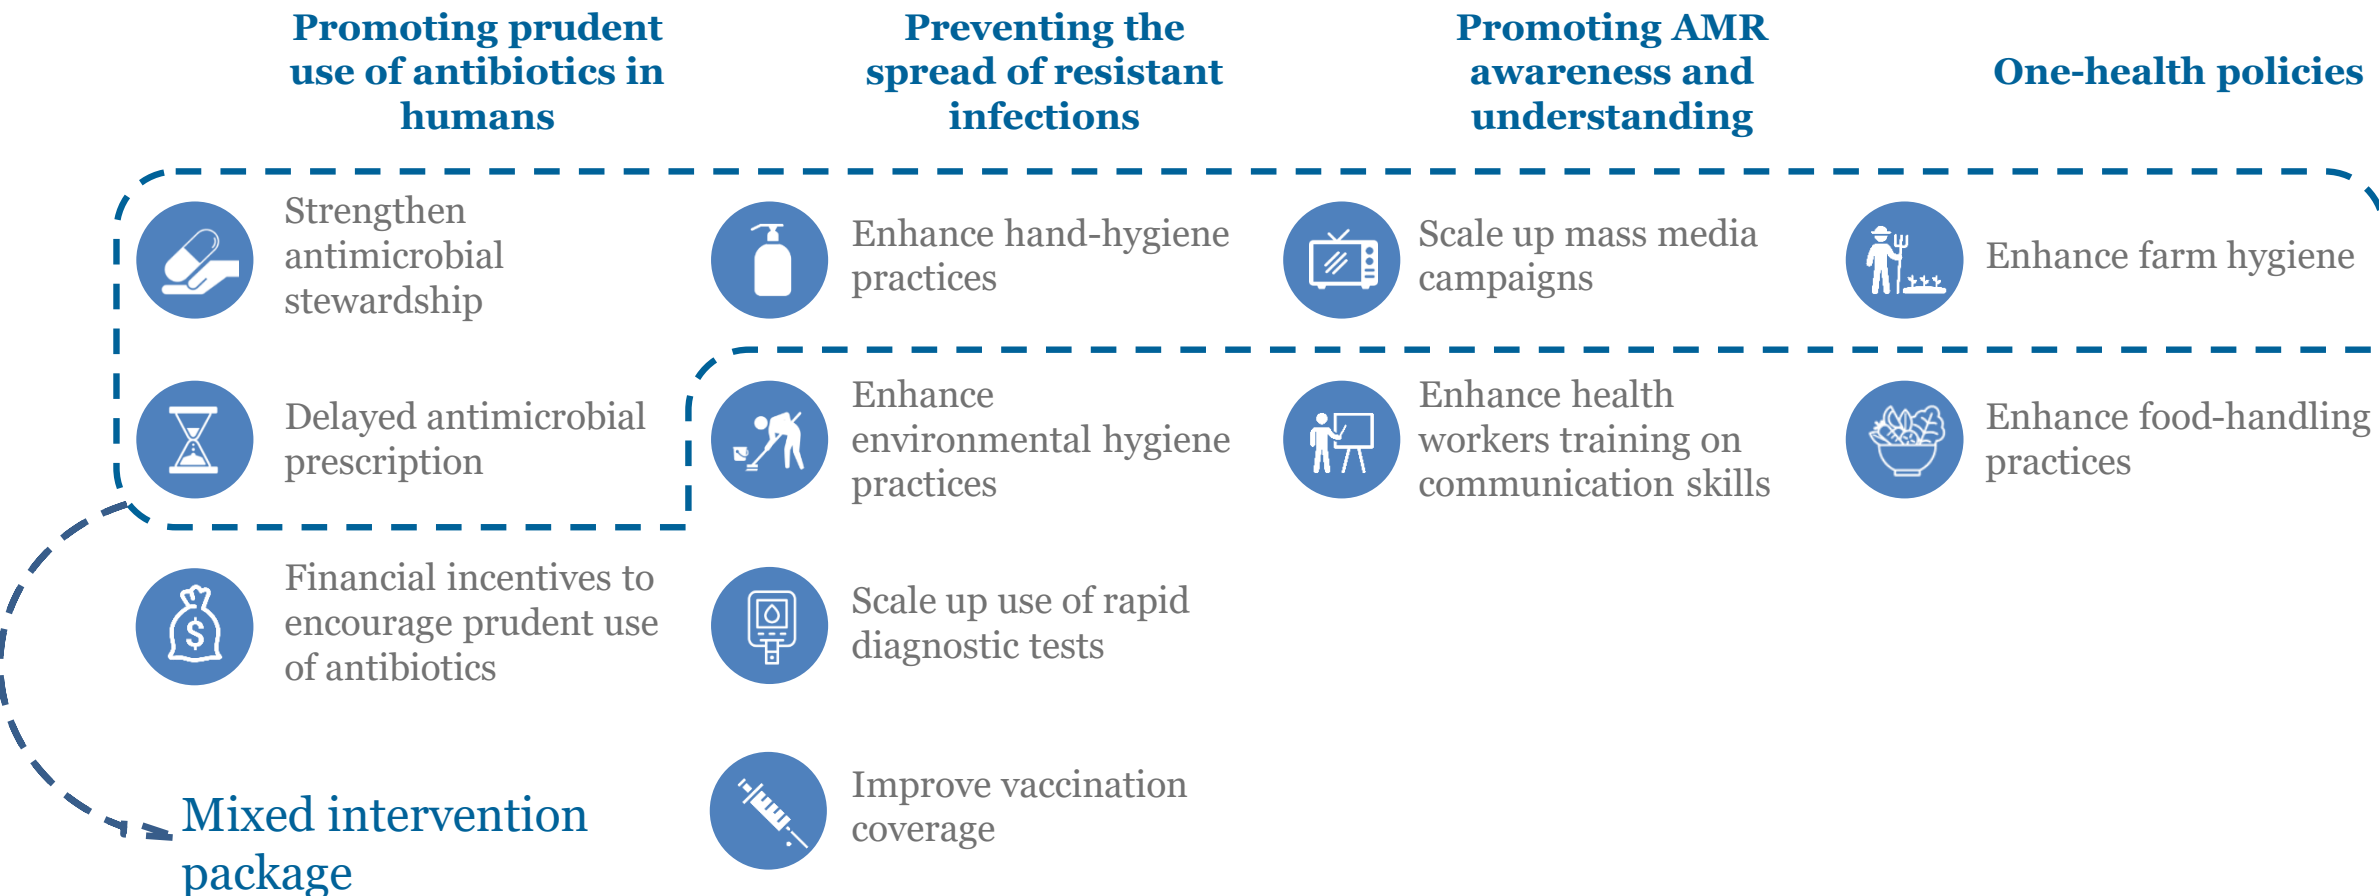 Promoting prudent
use of antibiotics in
humans
Preventing the
spread of resistant
infections
Promoting AMR
awareness and
understanding
One-health policies
Strengthen
antimicrobial
stewardship
Enhance hand-hygiene
practices
Scale up mass media
campaigns
Enhance farm hygiene
Delayed antimicrobial
prescription
Enhance
environmental hygiene
practices
Enhance health
workers training on
communication skills
Enhance food-handling
practices
Financial incentives to
encourage prudent use
of antibiotics
$
Scale up use of rapid
diagnostic tests
Improve vaccination
coverage
Mixed intervention
package